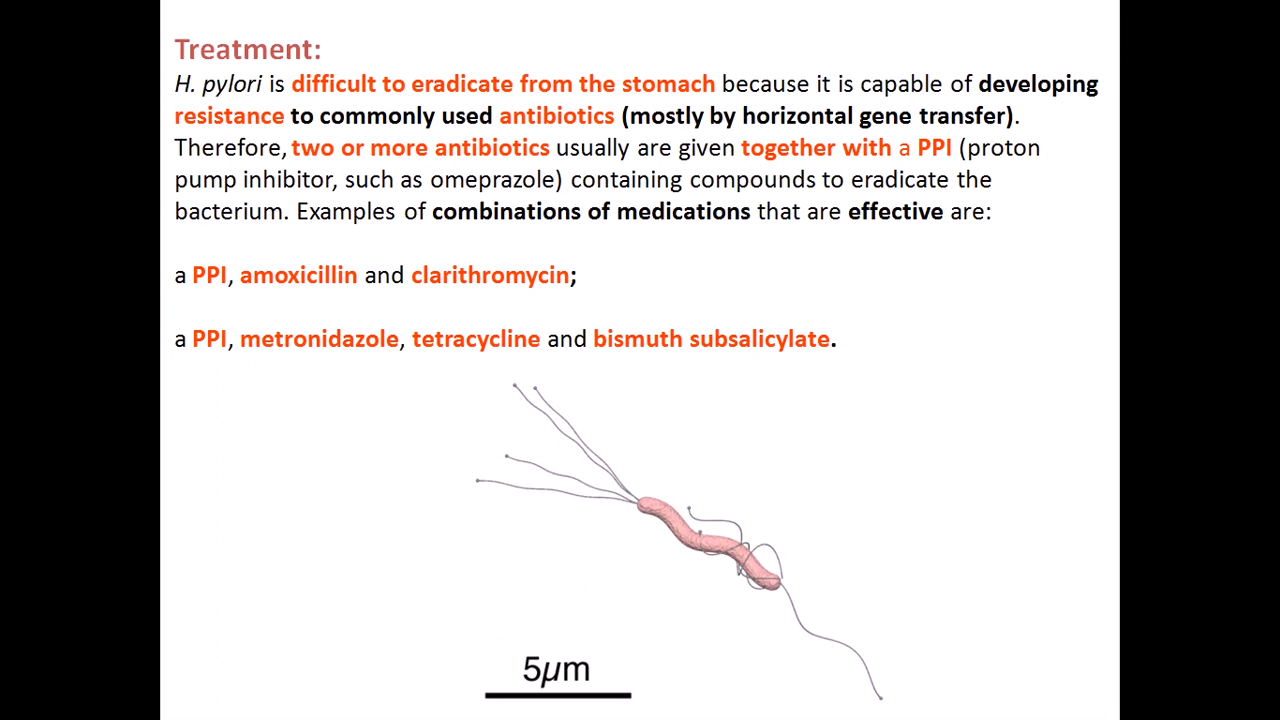 Treatment:
H. pylori is difficult to eradicate from the stomach because it is capable of developing
resistance to commonly used antibiotics (mostly by horizontal gene transfer).
Therefore, two or more antibiotics usually are given together with a PPI (proton
pump inhibitor, such as omeprazole) containing compounds to eradicate the
bacterium. Examples of combinations of medications that are effective are:
a PPI, amoxicillin and clarithromycin;
a PPI, metronidazole, tetracycline and bismuth subsalicylate.
5µm